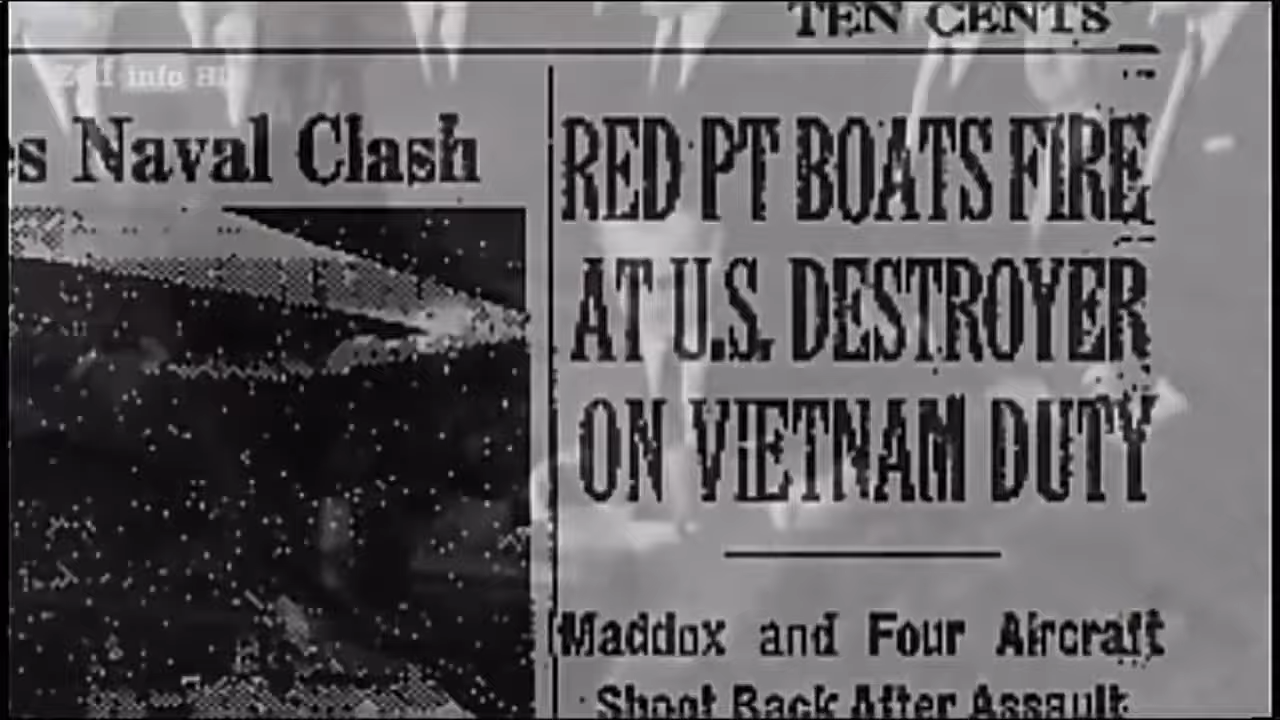 TEN CENTS
info
s Naval Clash
RED PT BOATS FIRE
AT U.S. DESTROYER
ON VIETNAM DUTY
Maddox and Four Aircraft
Shoot Back After Assault